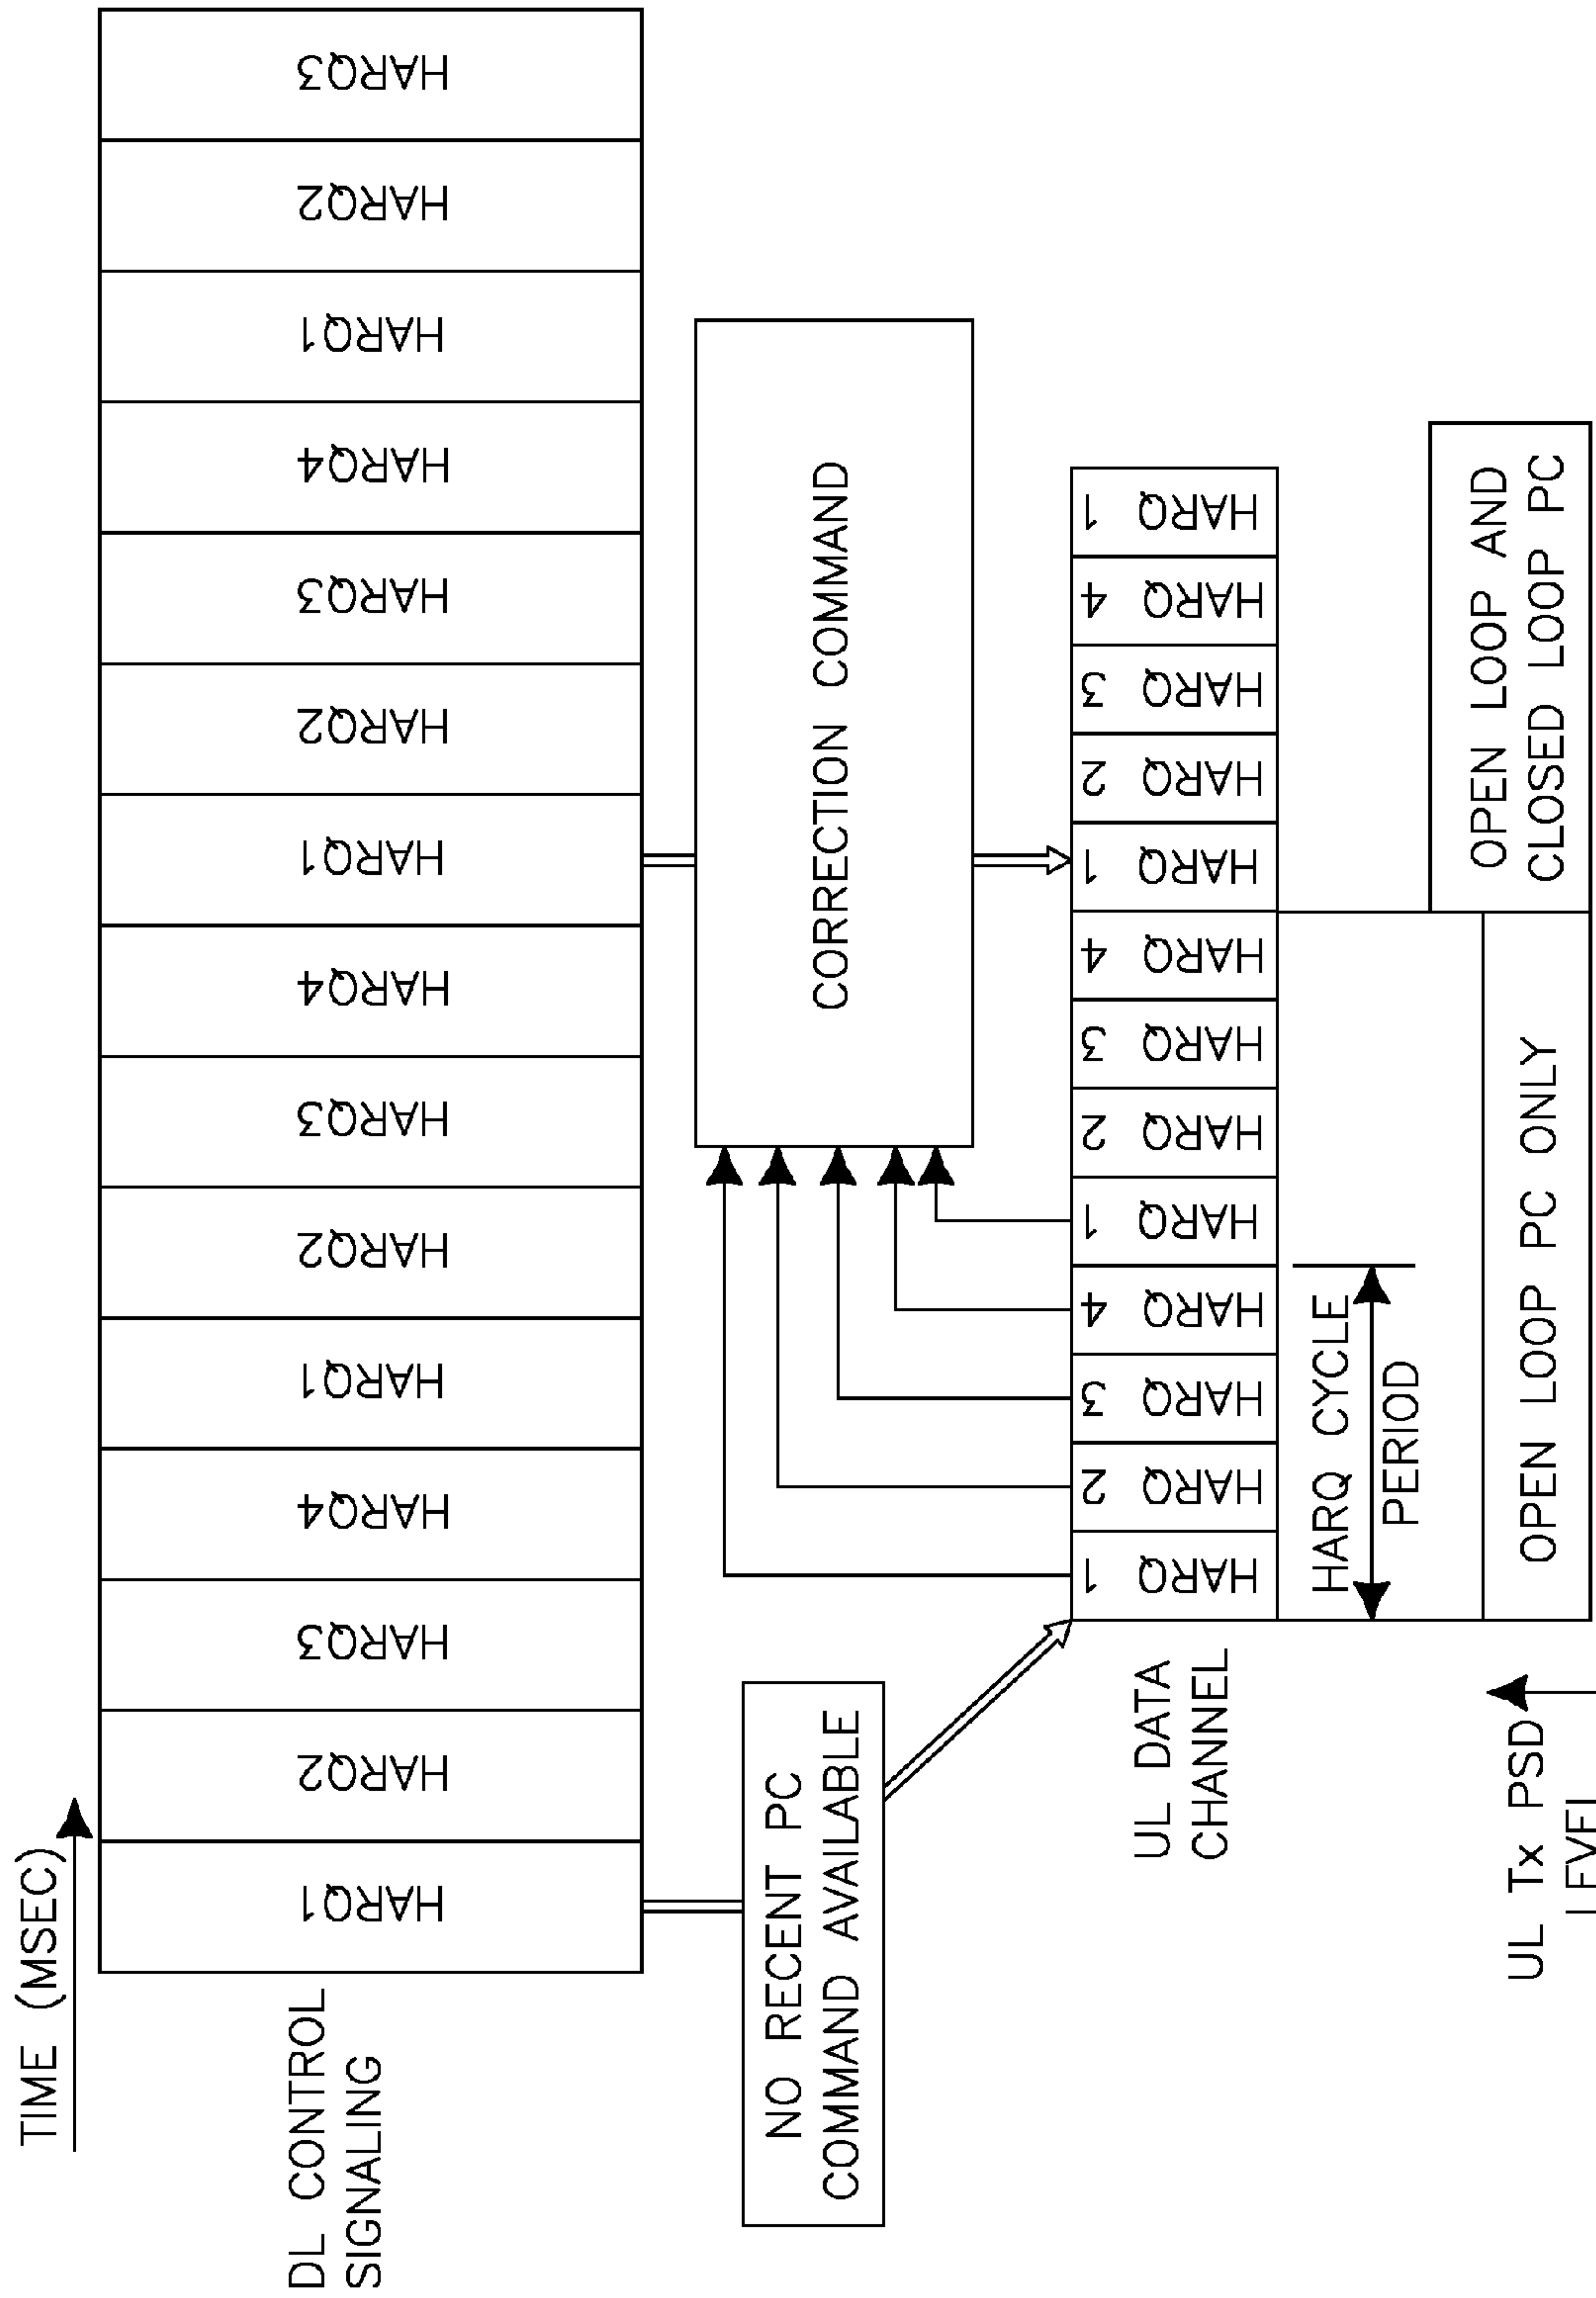 TIME (MSEC)
DL CONTROL
SIGNALING
HARQ1
HARQ2
HARQ3
HARQ4
HARQ1
HARQ2
HARQ3
HARQ4
HARQ1
HARQ2
HARQ3
HARQ4
HARQ1
HARQ2
HARQ3
NO RECENT PC
COMMAND AVAILABLE
CORRECTION COMMAND
UL DATA
CHANNEL
HARQ 1
HARQ 2
HARQ 3
HARQ 4
HARQ 1
HARQ 2
HARQ 3
HARQ 4
HARQ 1
HARQ 2
HARQ 3
HARQ 4
HARQ 1
HARQ CYCLE
PERIOD
UL Tx PSD
LEVEL
OPEN LOOP PC ONLY
OPEN LOOP AND
CLOSED LOOP PC